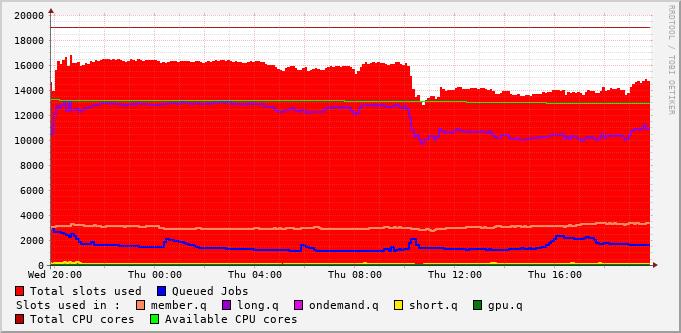 20000
18000
16000
14000
12000
10000
8000
6000
4000
2000
0
Wed 20:00 Thu 00:00 Thu 04:00 Thu 08:00 Thu 12:00 Thu 16:00
Total slots used Queued Jobs
Slots used in : member.q long.q ondemand.q short.q gpu.q
Total CPU cores Available CPU cores
RRDTOOL / TOBI OETIKER